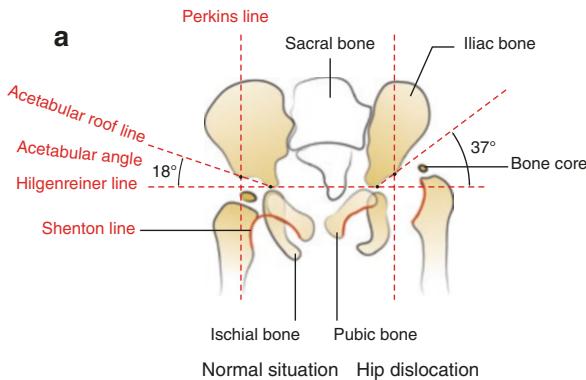 Perkins line
a
Sacral bone
Iliac bone
Acetabular roof line
Acetabular angle
18°
37°
Bone core
Hilgenreiner line
Shenton line
Ischial bone
Pubic bone
Normal situation
Hip dislocation